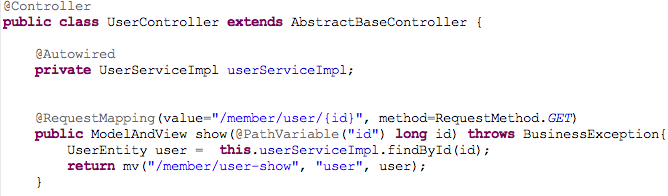 @Controller
public class UserController extends AbstractBaseController {
@Autowired
private UserServiceImpl userServiceImpl;
@RequestMapping(value="/member/user/{id}", method=RequestMethod.GET)
public ModelAndView show(@PathVariable("id") long id) throws BusinessException{
UserEntity user =  this.userServiceImpl.findById(id);
return mv("/member/user-show", "user", user);
}